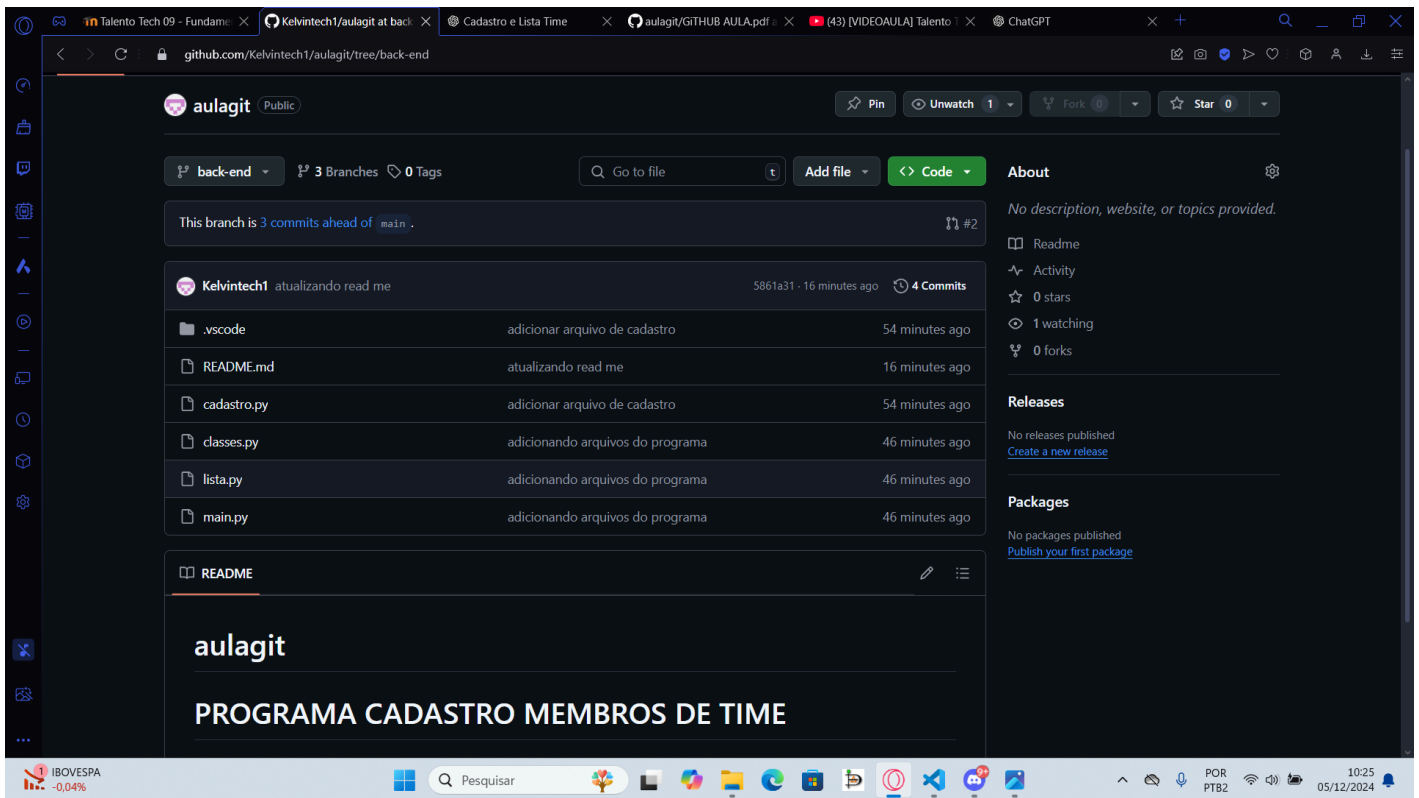 Talento Tech 09 - Fundame
Kelvintech1/aulagit at back
Cadastro e Lista Time
aulagit/GiTHUB AULA.pdf a
(43) [VIDEOAULA] Talento T
ChatGPT
github.com/Kelvintech1/aulagit/tree/back-end
aulagit Public
Pin
Unwatch 1
Fork 0
Star 0
back-end
3 Branches
0 Tags
Go to file
t
Add file
<> Code
About
No description, website, or topics provided.
This branch is 3 commits ahead of main .
#2
Readme
Activity
0 stars
1 watching
0 forks
Kelvintech1 atualizando read me 5861a31 · 16 minutes ago 4 Commits
.vscode adicionar arquivo de cadastro 54 minutes ago
README.md atualizando read me 16 minutes ago
cadastro.py adicionar arquivo de cadastro 54 minutes ago
classes.py adicionando arquivos do programa 46 minutes ago
lista.py adicionando arquivos do programa 46 minutes ago
main.py adicionando arquivos do programa 46 minutes ago
Releases
No releases published
Create a new release
Packages
No packages published
Publish your first package
README
aulagit
PROGRAMA CADASTRO MEMBROS DE TIME
1
IBOVESPA
-0,04%
Pesquisar
9+
POR
PTB2
10:25
05/12/2024